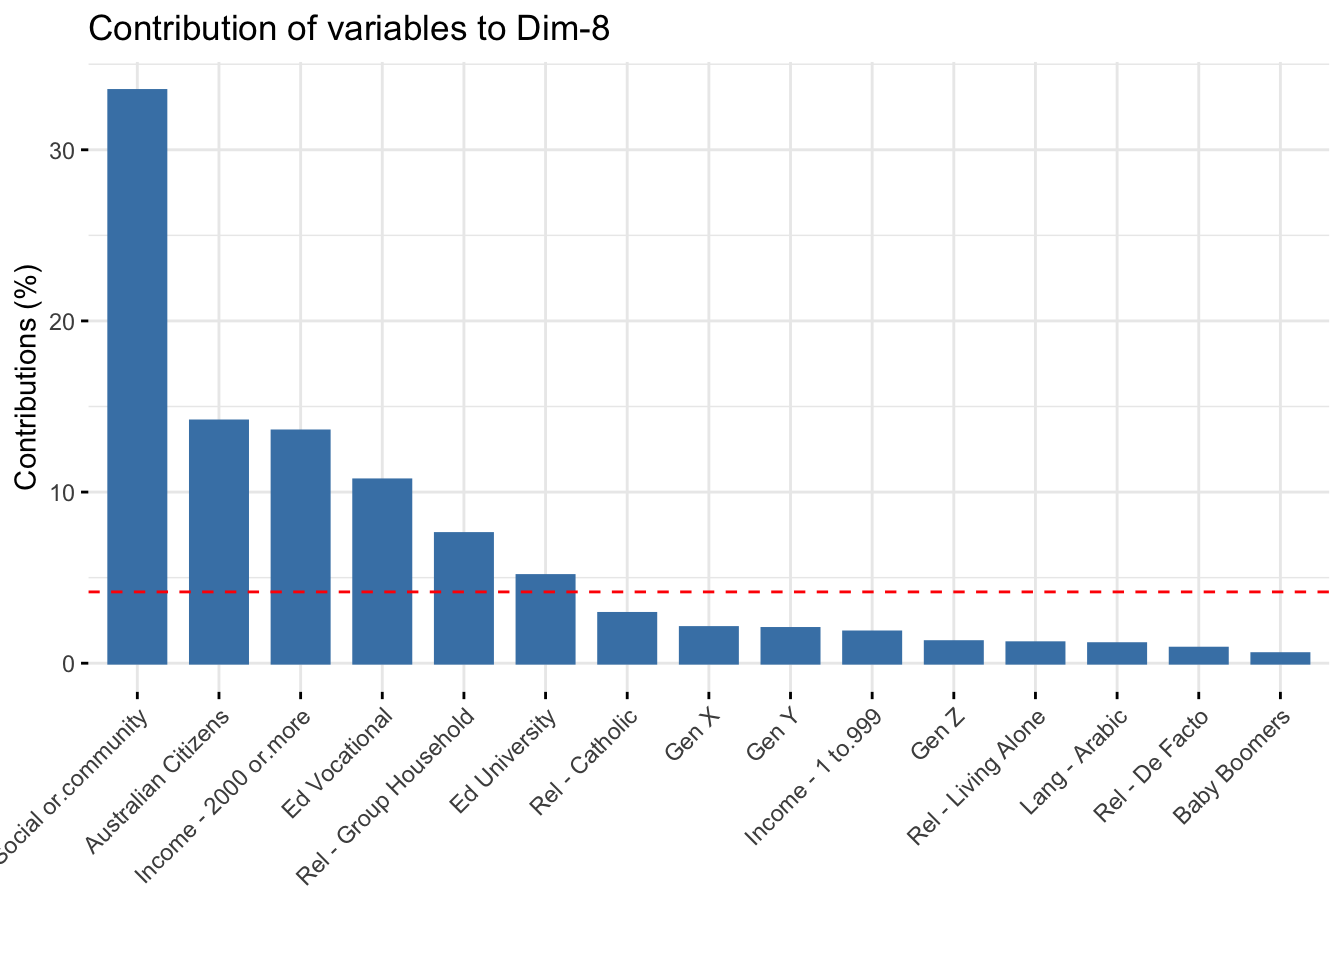 Contribution of variables to Dim-8
Contributions (%)
30
20
10
0
Social or.community
Australian Citizens
Income - 2000 or.more
Ed Vocational
Rel - Group Household
Ed University
Rel - Catholic
Gen X
Gen Y
Income - 1 to.999
Gen Z
Rel - Living Alone
Lang - Arabic
Rel - De Facto
Baby Boomers